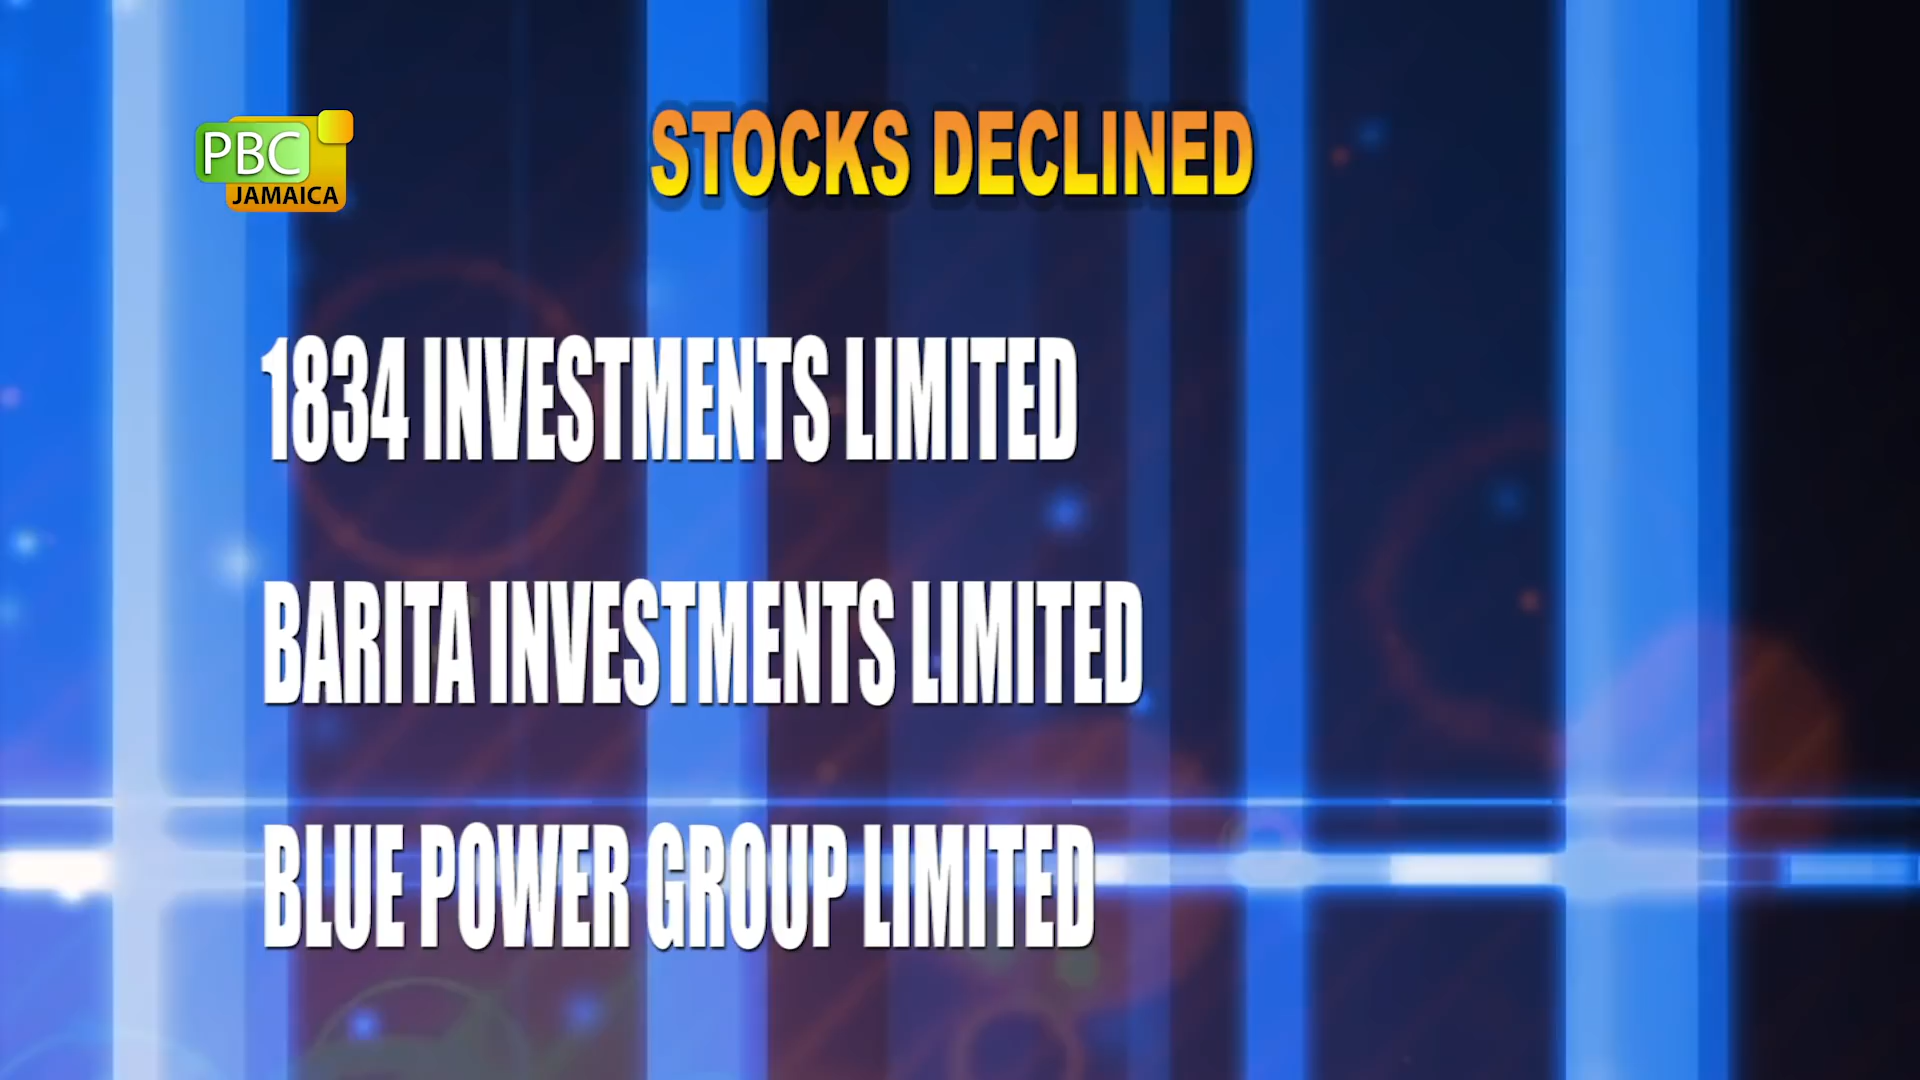 PBC
JAMAICA
STOCKS DECLINED
1834 INVESTMENTS LIMITED
BARITA INVESTMENTS LIMITED
BLUE POWER GROUP LIMITED